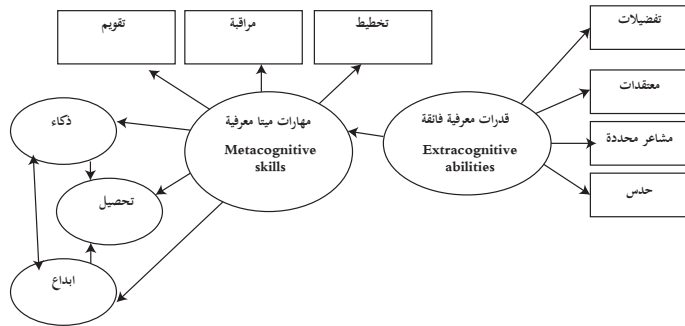 تفضيلات
تخطيط
مراقبة
تقويم
معتقدات
قدرات معرفية فائقة
Extracognitive
abilities
مهارات ميتا معرفية
Metacognitive
skills
ذكاء
مشاعر محددة
حدس
تحصيل
ابداع